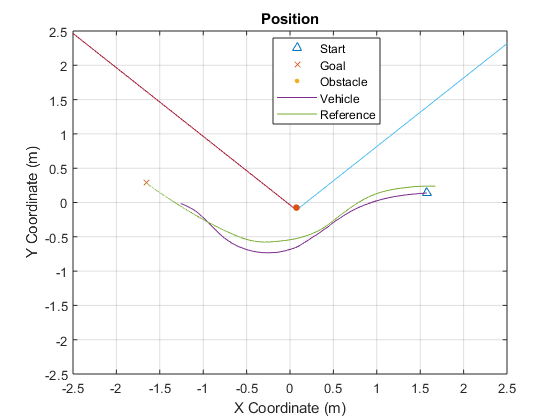 Position
2.5
2
1.5
1
0.5
0
-0.5
-1
-1.5
-2
-2.5
Y Coordinate (m)
Start
Goal
Obstacle
Vehicle
Reference
-2.5 -2 -1.5 -1 -0.5 0 0.5 1 1.5 2 2.5
X Coordinate (m)